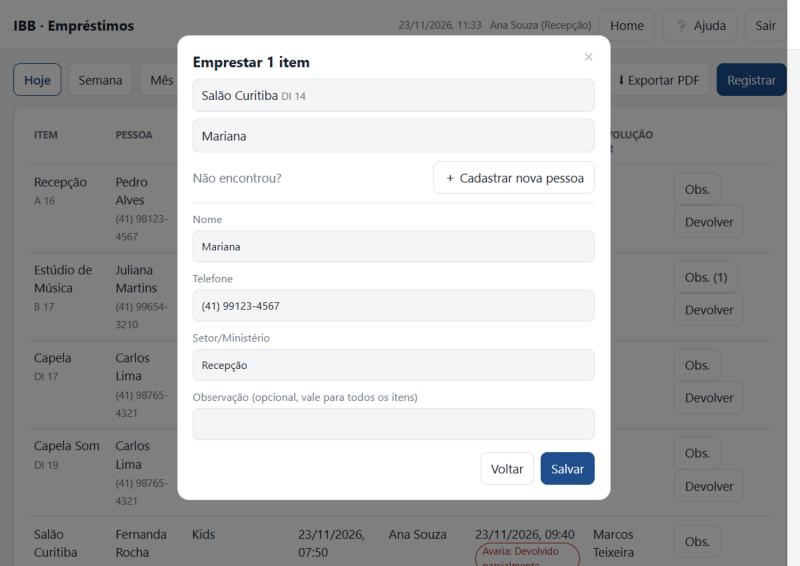 IBB · Empréstimos
23/11/2026, 11:33 Ana Souza (Recepção) Home ❔ Ajuda Sair
Hoje Semana Mês ⬇ Exportar PDF Registrar
Emprestar 1 item ×
Salão Curitiba DI 14
Mariana
Não encontrou? + Cadastrar nova pessoa
Nome
Mariana
Telefone
(41) 99123-4567
Setor/Ministério
Recepção
Observação (opcional, vale para todos os itens)
Voltar Salvar
ITEM PESSOA
Recepção Pedro
A 16 Alves
(41) 98123-
4567
Obs.
Devolver
Estúdio de Juliana
Música Martins
B 17 (41) 99654-
3210
Obs. (1)
Devolver
Capela Carlos
DI 17 Lima
(41) 98765-
4321
Obs.
Devolver
Capela Som Carlos
DI 19 Lima
(41) 98765-
4321
Obs.
Devolver
Salão Fernanda Kids 23/11/2026, Ana Souza 23/11/2026, 09:40 Marcos Obs.
Curitiba Rocha 07:50 Avaria: Devolvido Teixeira
parcialmente